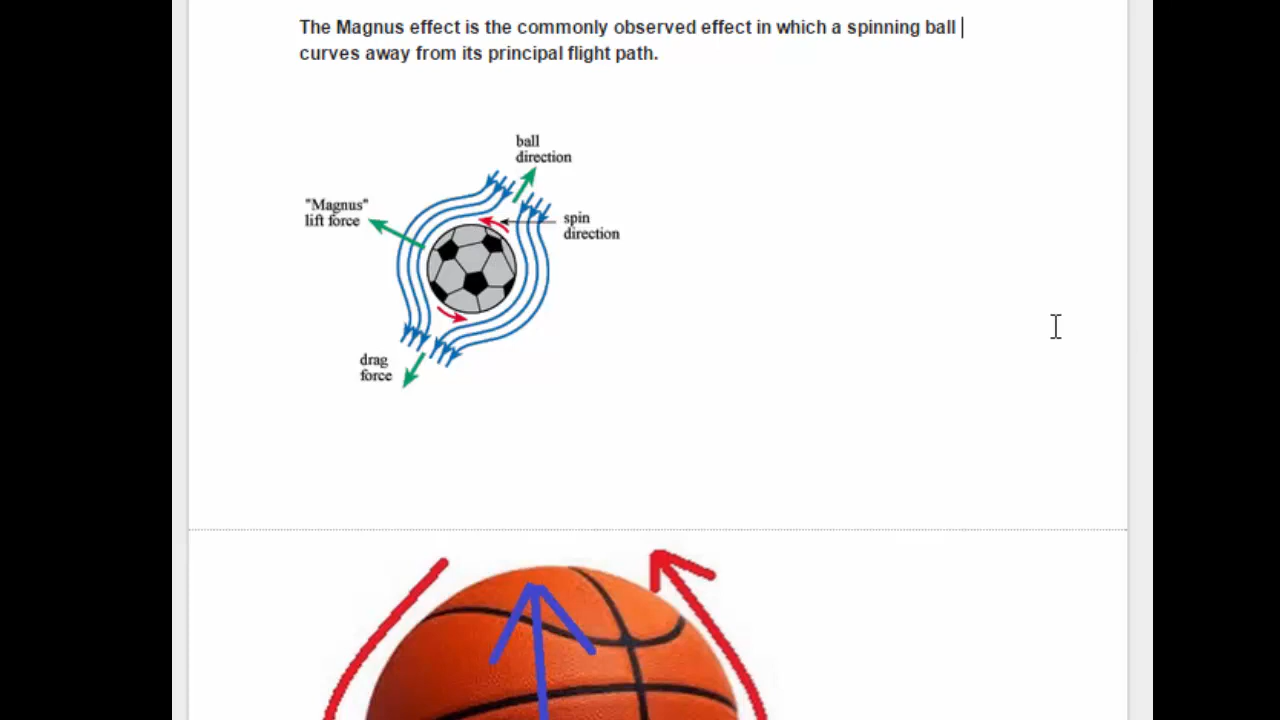 The Magnus effect is the commonly observed effect in which a spinning ball
curves away from its principal flight path.
ball
direction
"Magnus"
lift force
spin
direction
drag
force